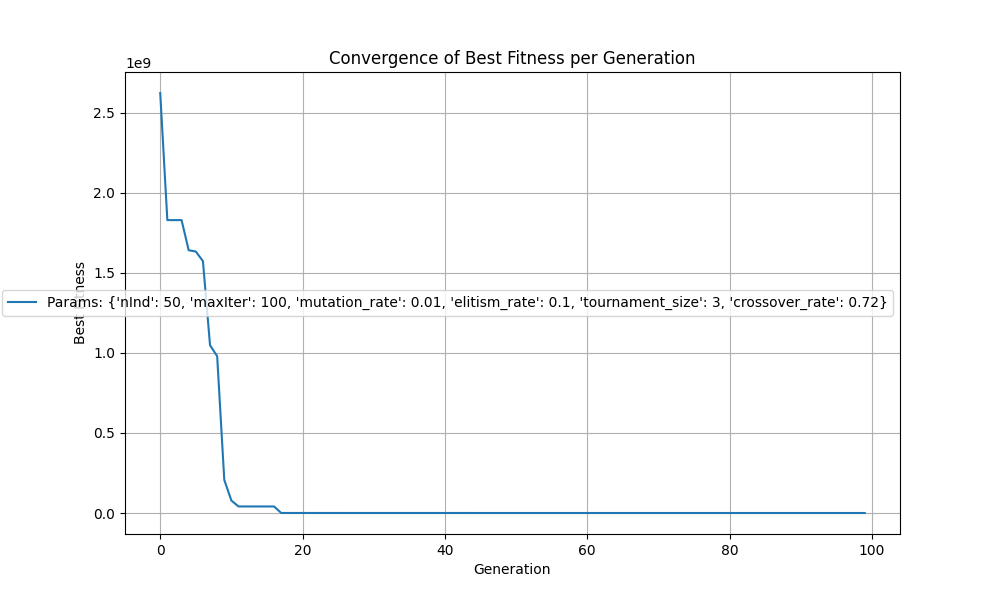 Convergence of Best Fitness per Generation
1e9
2.5
2.0
1.5
Params: {'nInd': 50, 'maxIter': 100, 'mutation_rate': 0.01, 'elitism_rate': 0.1, 'tournament_size': 3, 'crossover_rate': 0.72}
Best Fitness
1.0
0.5
0.0
0 20 40 60 80 100
Generation